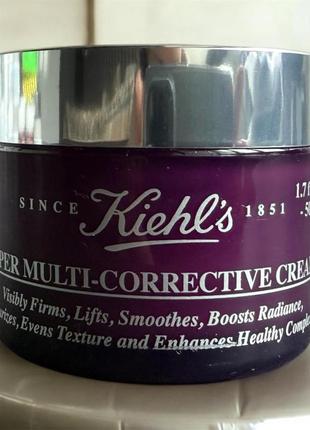 SINCE Kiehl's 1851 1.7 f
- 50
PER MULTI-CORRECTIVE CREA
Visibly Firms, Lifts, Smoothes, Boosts Radiance,
rizes, Evens Texture and Enhances Healthy Comple